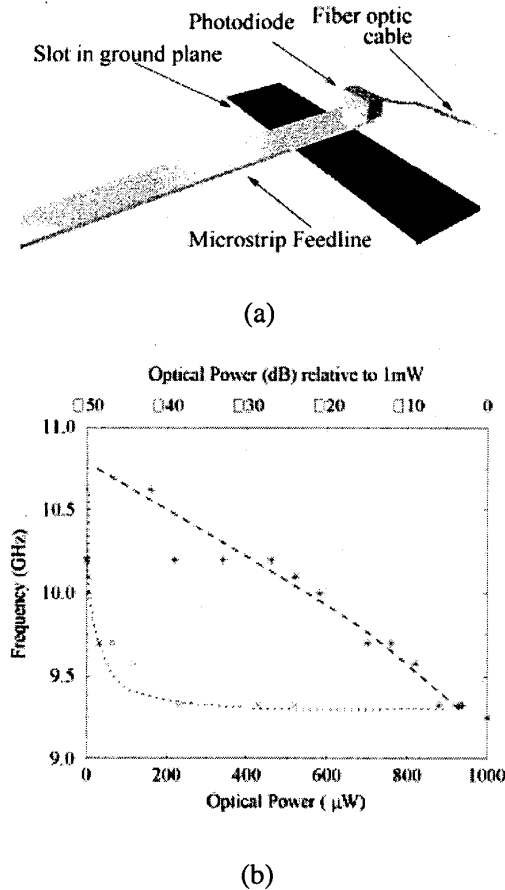 Photodiode
Fiber optic
cable
Slot in ground plane
Microstrip Feedline
(a)
Optical Power (dB) relative to 1mW
□50 □40 □30 □20 □10 0
11.0
10.5
10.0
9.5
9.0
Frequency (GHz)
0 200 400 600 800 1000
Optical Power ( μW)
(b)